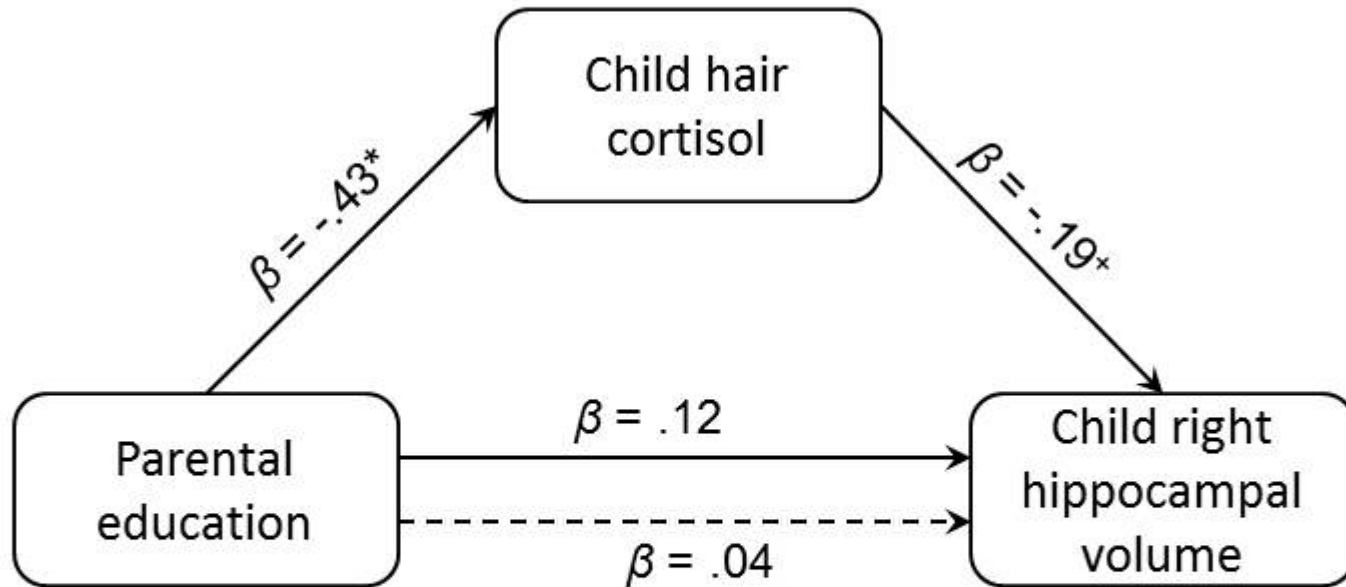 Child hair
cortisol
β = -.43*
β = -.19⁺
β = .12
Parental
education
Child right
hippocampal
volume
β = .04